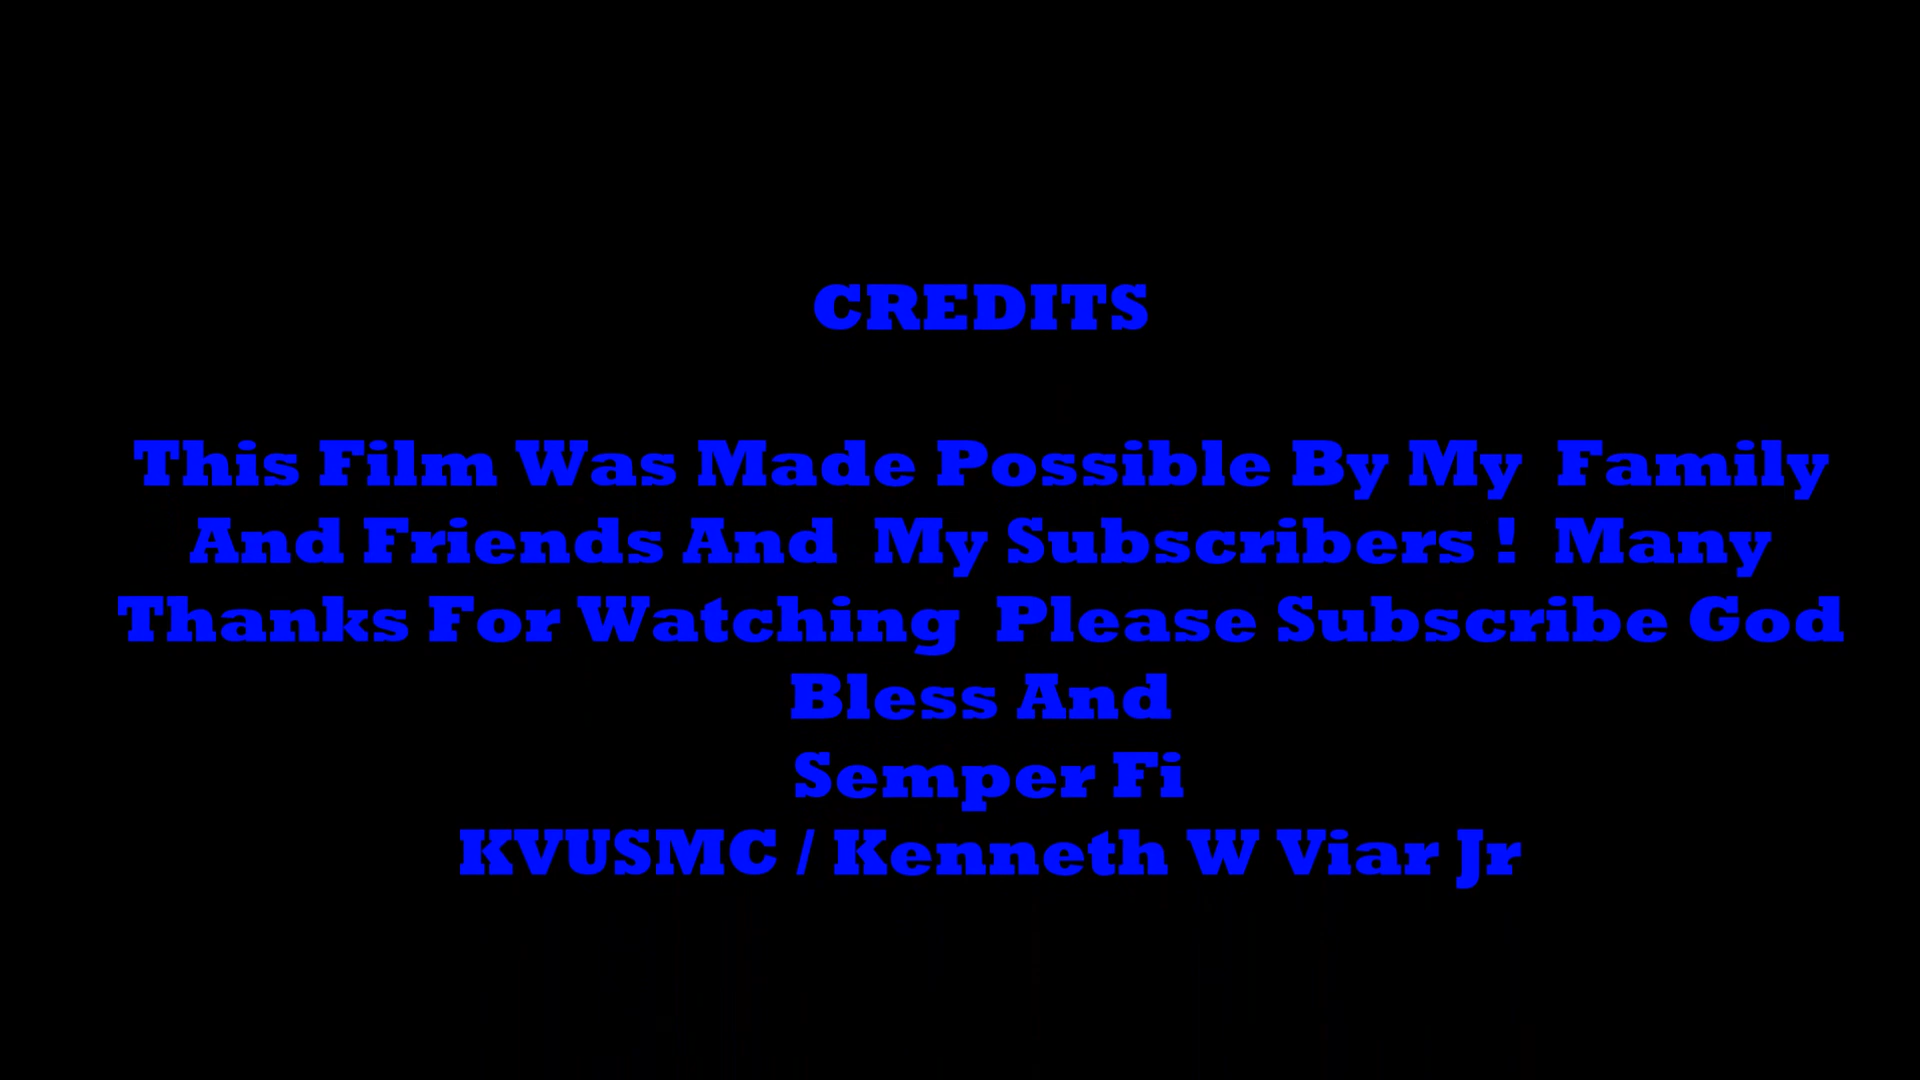 CREDITS
This Film Was Made Possible By My  Family
And Friends And  My Subscribers !  Many
Thanks For Watching  Please Subscribe God
Bless And
Semper Fi
KVUSMC / Kenneth W Viar Jr